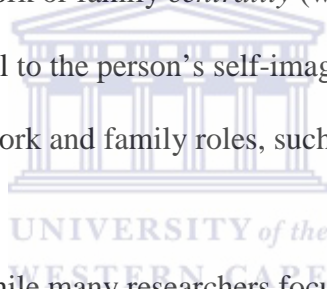 work or family centrality (w
l to the person's self-imag
ork and family roles, such
UNIVERSITY of the
hile many researchers focu
WESTERN CAPE